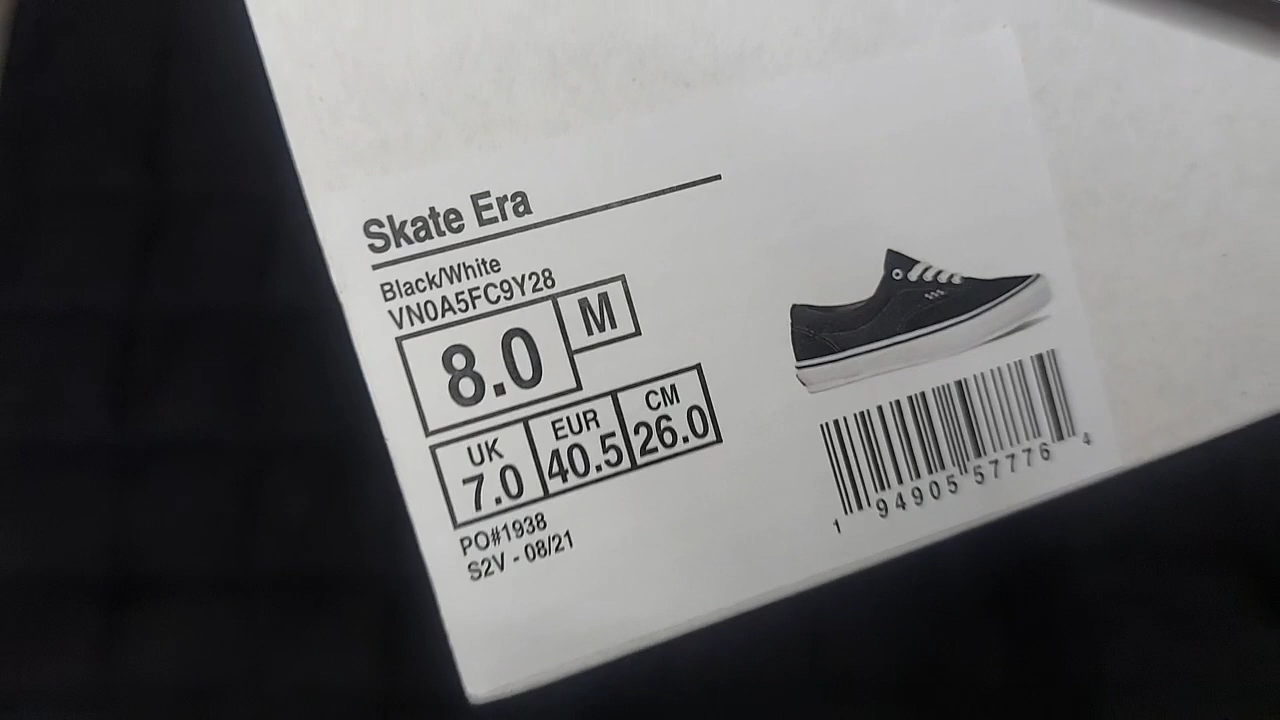 Skate Era
Black/White
VN0A5FC9Y28
8.0 M
UK EUR CM
7.0 40.5 26.0
PO#1938
S2V - 08/21
1 94905 57776 4